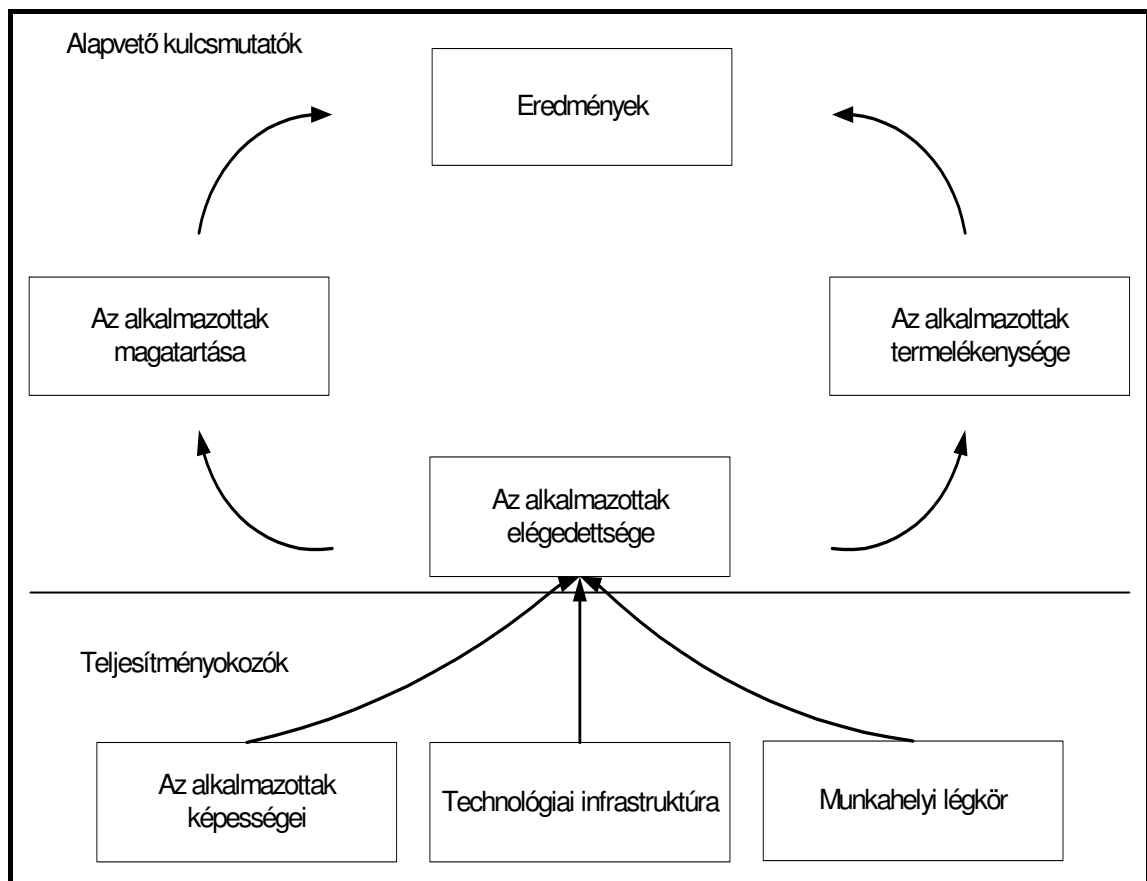 Alapvető kulcsmutatók
Eredmények
Az alkalmazottak
magatartása
Az alkalmazottak
termelékenysége
Az alkalmazottak
elégedettsége
Teljesítményokozók
Az alkalmazottak
képességei
Technológiai infrastruktúra
Munkahelyi légkör